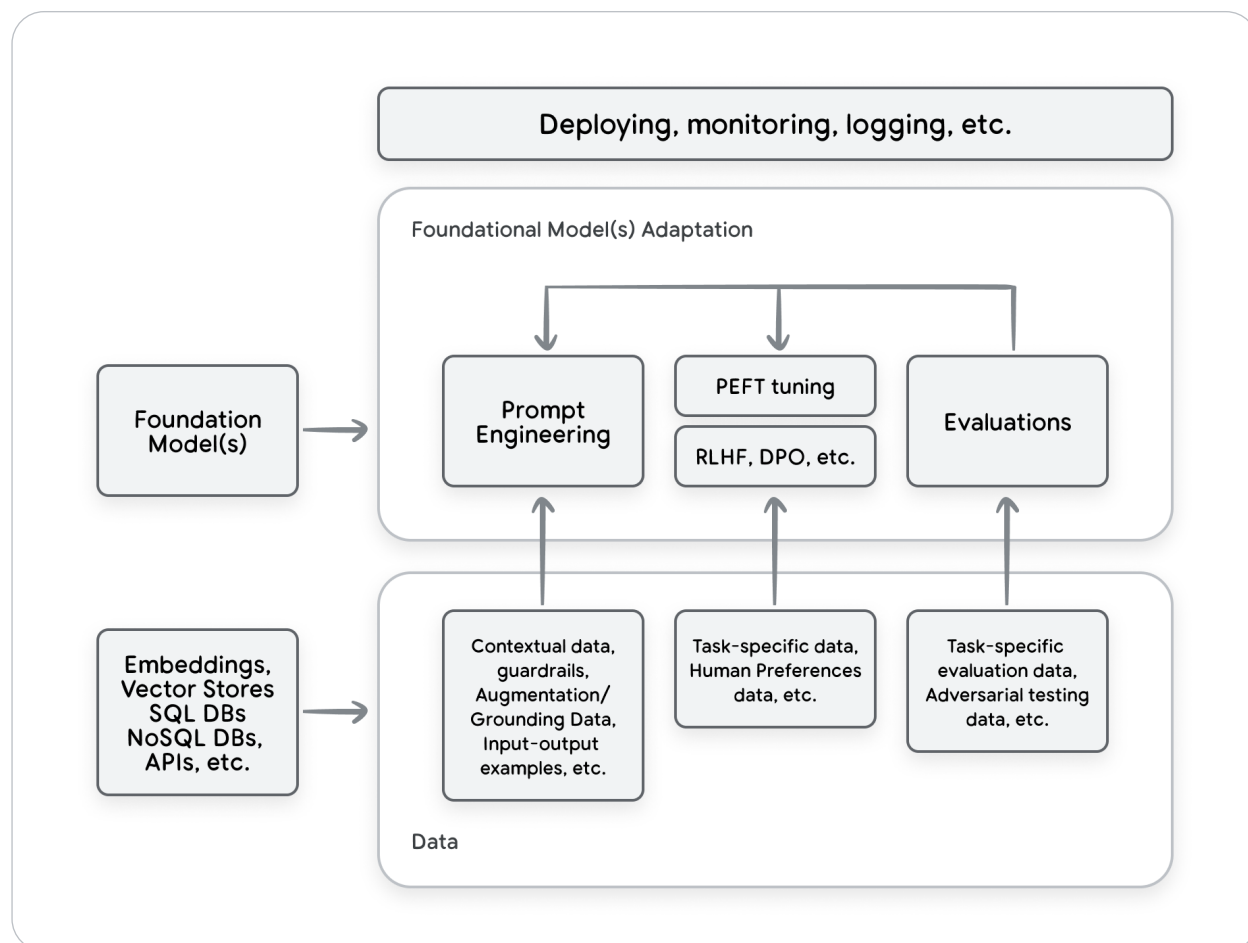 Deploying, monitoring, logging, etc.
Foundational Model(s) Adaptation
Foundation
Model(s)
Prompt
Engineering
PEFT tuning
RLHF, DPO, etc.
Evaluations
Embeddings,
Vector Stores
SQL DBs
NoSQL DBs,
APIs, etc.
Contextual data,
guardrails,
Augmentation/
Grounding Data,
Input-output
examples, etc.
Task-specific data,
Human Preferences
data, etc.
Task-specific
evaluation data,
Adversarial testing
data, etc.
Data